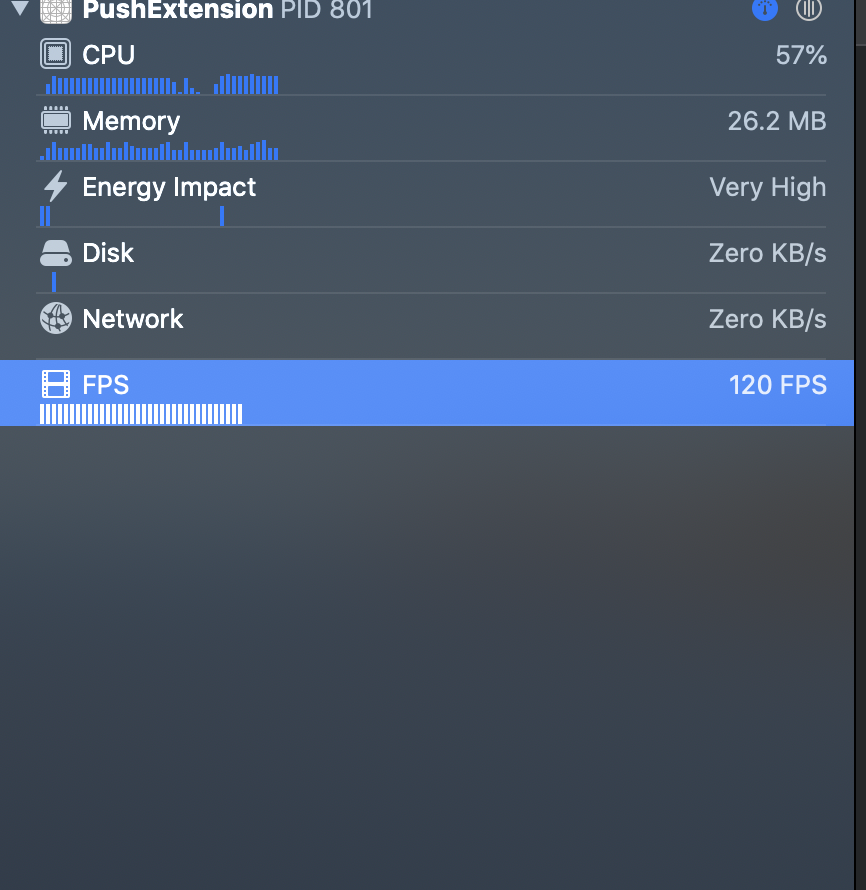 PushExtension PID 801
CPU 57%
Memory 26.2 MB
Energy Impact Very High
Disk Zero KB/s
Network Zero KB/s
FPS 120 FPS